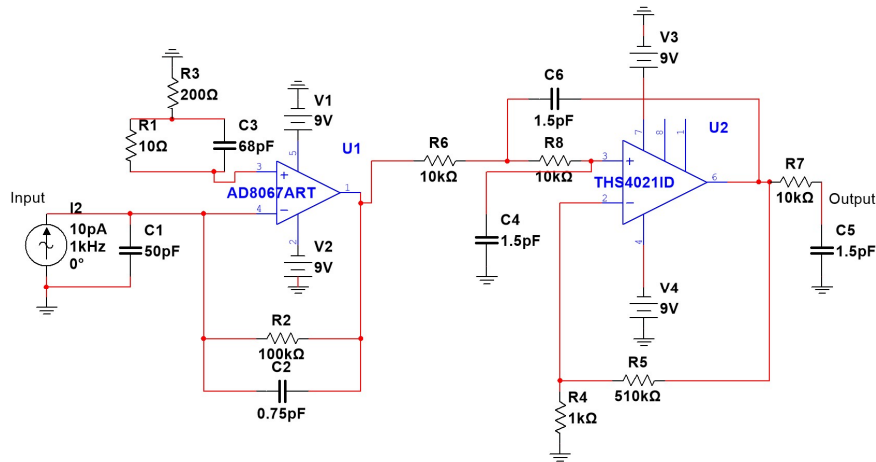 R3
200Ω
R1
10Ω
C3
68pF
V1
9V
U1
5
3
AD8067ART
1
4
2
Input
I2
10pA
1kHz
0°
C1
50pF
V2
9V
R2
100kΩ
C2
0.75pF
V3
9V
C6
1.5pF
U2
7
8
1
R6
10kΩ
R8
10kΩ
3
THS4021ID
6
2
4
R7
10kΩ
Output
C4
1.5pF
C5
1.5pF
V4
9V
R5
510kΩ
R4
1kΩ